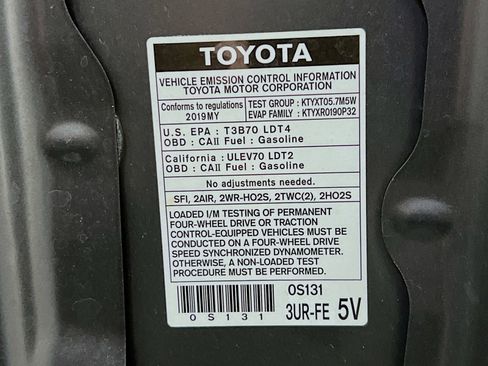 TOYOTA
VEHICLE EMISSION CONTROL INFORMATION
TOYOTA MOTOR CORPORATION
Conforms to regulations
2019MY
TEST GROUP : KTYXT05.7M5W
EVAP FAMILY : KTYXR0190P32
U.S. EPA : T3B70 LDT4
OBD : CAII Fuel : Gasoline
California : ULEV70 LDT2
OBD : CAII Fuel : Gasoline
No adjustments needed.
SFI, 2AIR, 2WR-HO2S, 2TWC(2), 2HO2S
LOADED I/M TESTING OF PERMANENT
FOUR-WHEEL DRIVE OR TRACTION
CONTROL-EQUIPPED VEHICLES MUST BE
CONDUCTED ON A FOUR-WHEEL DRIVE
SPEED SYNCHRONIZED DYNAMOMETER.
OTHERWISE, A NON-LOADED TEST
PROCEDURE MUST BE PERFORMED.
0S131
0S131
3UR-FE 5V